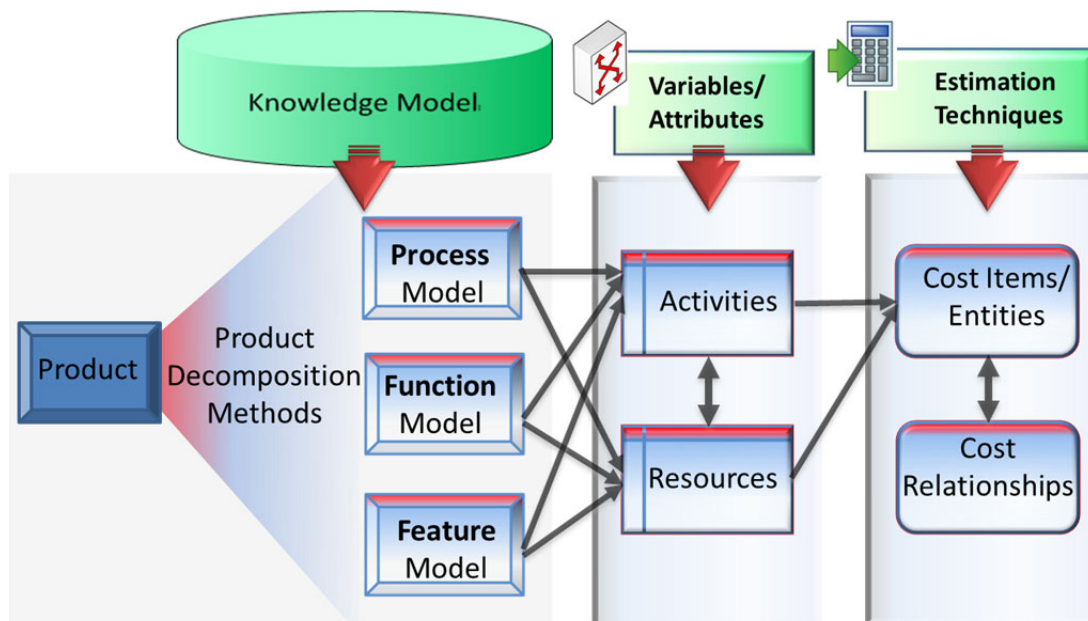 Knowledge Model
Variables/
Attributes
Estimation
Techniques
Product
Product
Decomposition
Methods
Process
Model
Function
Model
Feature
Model
Activities
Resources
Cost Items/
Entities
Cost
Relationships